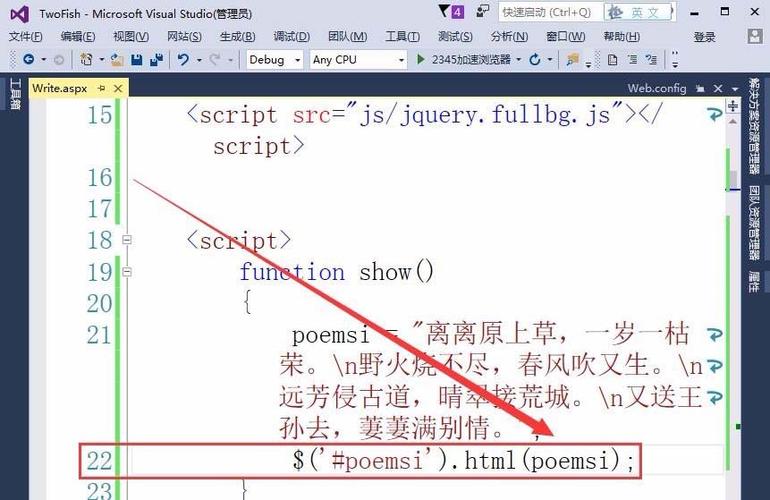 TwoFish - Microsoft Visual Studio(管理员)
4
快速启动 (Ctrl+Q)
英 文
文件(F) 编辑(E) 视图(V) 网站(S) 生成(B) 调试(D) 团队(M) 工具(T) 测试(S) 分析(N) 窗口(W) 帮助(H) 登录
Debug Any CPU 2345加速浏览器
Write.aspx
Web.config
工具箱
解决方案资源管理器
团队资源管理器
属性
15 <script src="js/jquery.fullbg.js"></
script>
16
17
18 <script>
19 function show()
20 {
21 poemsi = "离离原上草，一岁一枯
荣。\n野火烧不尽，春风吹又生。\n
远芳侵古道，晴翠接荒城。\n又送王
孙去，萋萋满别情。";
22 $('#poemsi').html(poemsi);
23 }